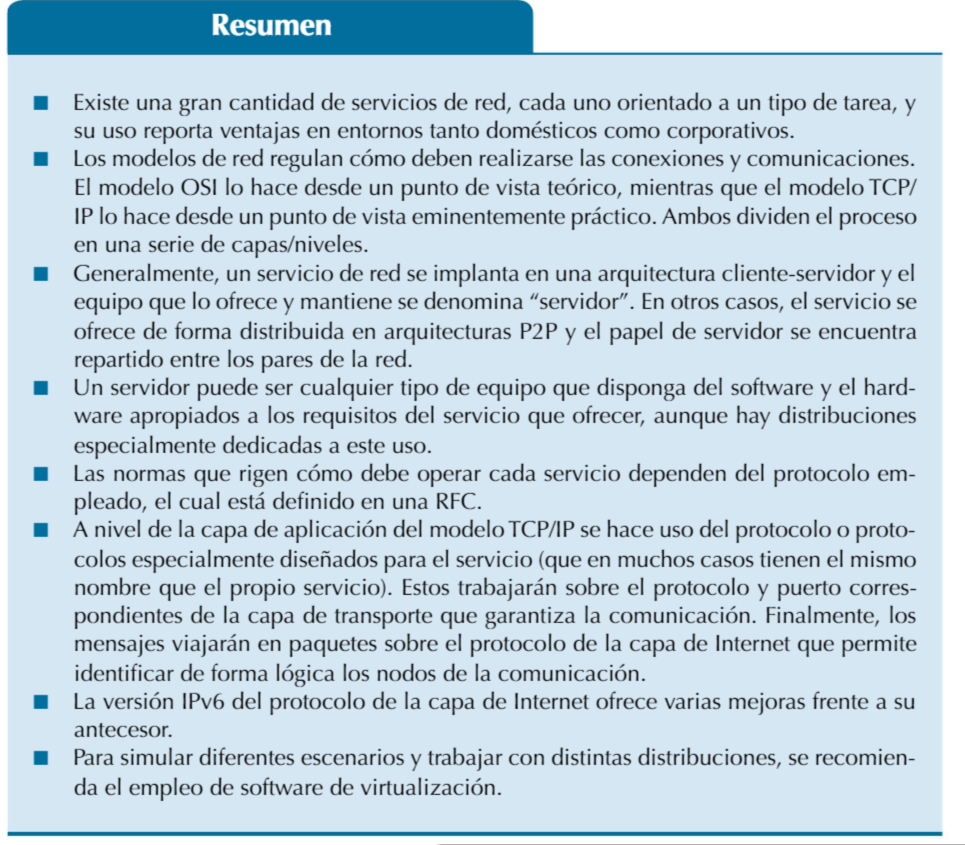 Resumen
■ Existe una gran cantidad de servicios de red, cada uno orientado a un tipo de tarea, y
su uso reporta ventajas en entornos tanto domésticos como corporativos.
■ Los modelos de red regulan cómo deben realizarse las conexiones y comunicaciones.
El modelo OSI lo hace desde un punto de vista teórico, mientras que el modelo TCP/
IP lo hace desde un punto de vista eminentemente práctico. Ambos dividen el proceso
en una serie de capas/niveles.
■ Generalmente, un servicio de red se implanta en una arquitectura cliente-servidor y el
equipo que lo ofrece y mantiene se denomina “servidor”. En otros casos, el servicio se
ofrece de forma distribuida en arquitecturas P2P y el papel de servidor se encuentra
repartido entre los pares de la red.
■ Un servidor puede ser cualquier tipo de equipo que disponga del software y el hard-
ware apropiados a los requisitos del servicio que ofrecer, aunque hay distribuciones
especialmente dedicadas a este uso.
■ Las normas que rigen cómo debe operar cada servicio dependen del protocolo em-
pleado, el cual está definido en una RFC.
■ A nivel de la capa de aplicación del modelo TCP/IP se hace uso del protocolo o proto-
colos especialmente diseñados para el servicio (que en muchos casos tienen el mismo
nombre que el propio servicio). Estos trabajarán sobre el protocolo y puerto corres-
pondientes de la capa de transporte que garantiza la comunicación. Finalmente, los
mensajes viajarán en paquetes sobre el protocolo de la capa de Internet que permite
identificar de forma lógica los nodos de la comunicación.
■ La versión IPv6 del protocolo de la capa de Internet ofrece varias mejoras frente a su
antecesor.
■ Para simular diferentes escenarios y trabajar con distintas distribuciones, se recomien-
da el empleo de software de virtualización.